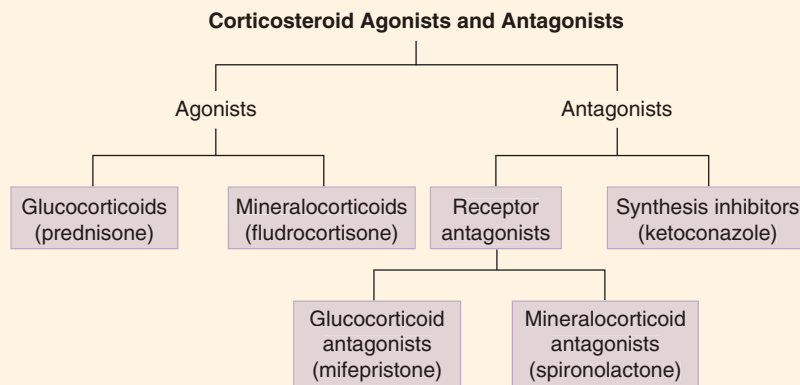 Corticosteroid Agonists and Antagonists
Agonists
Antagonists
Glucocorticoids
(prednisone)
Mineralocorticoids
(fludrocortisone)
Receptor
antagonists
Synthesis inhibitors
(ketoconazole)
Glucocorticoid
antagonists
(mifepristone)
Mineralocorticoid
antagonists
(spironolactone)